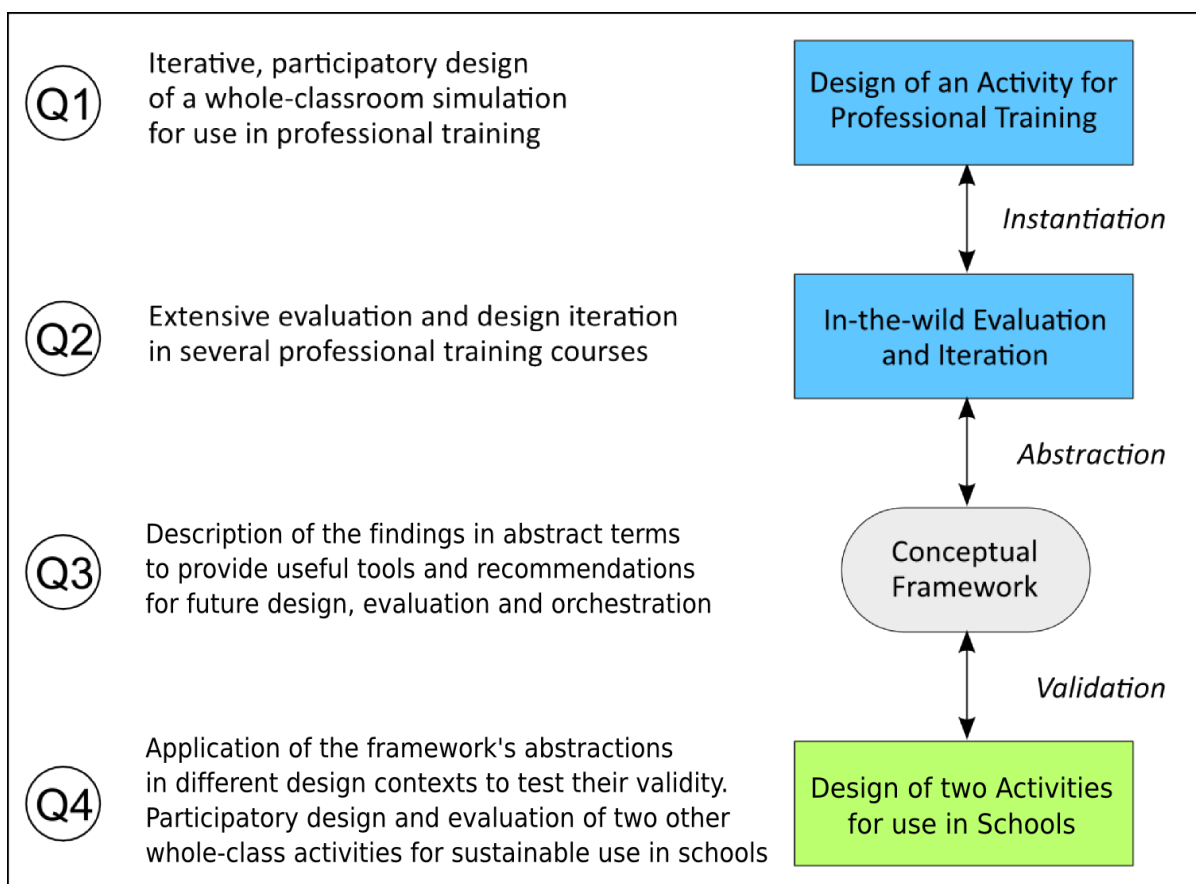 Q1
Iterative, participatory design
of a whole-classroom simulation
for use in professional training
Design of an Activity for
Professional Training
Instantiation
Q2
Extensive evaluation and design iteration
in several professional training courses
In-the-wild Evaluation
and Iteration
Abstraction
Q3
Description of the findings in abstract terms
to provide useful tools and recommendations
for future design, evaluation and orchestration
Conceptual
Framework
Validation
Q4
Application of the framework's abstractions
in different design contexts to test their validity.
Participatory design and evaluation of two other
whole-class activities for sustainable use in schools
Design of two Activities
for use in Schools